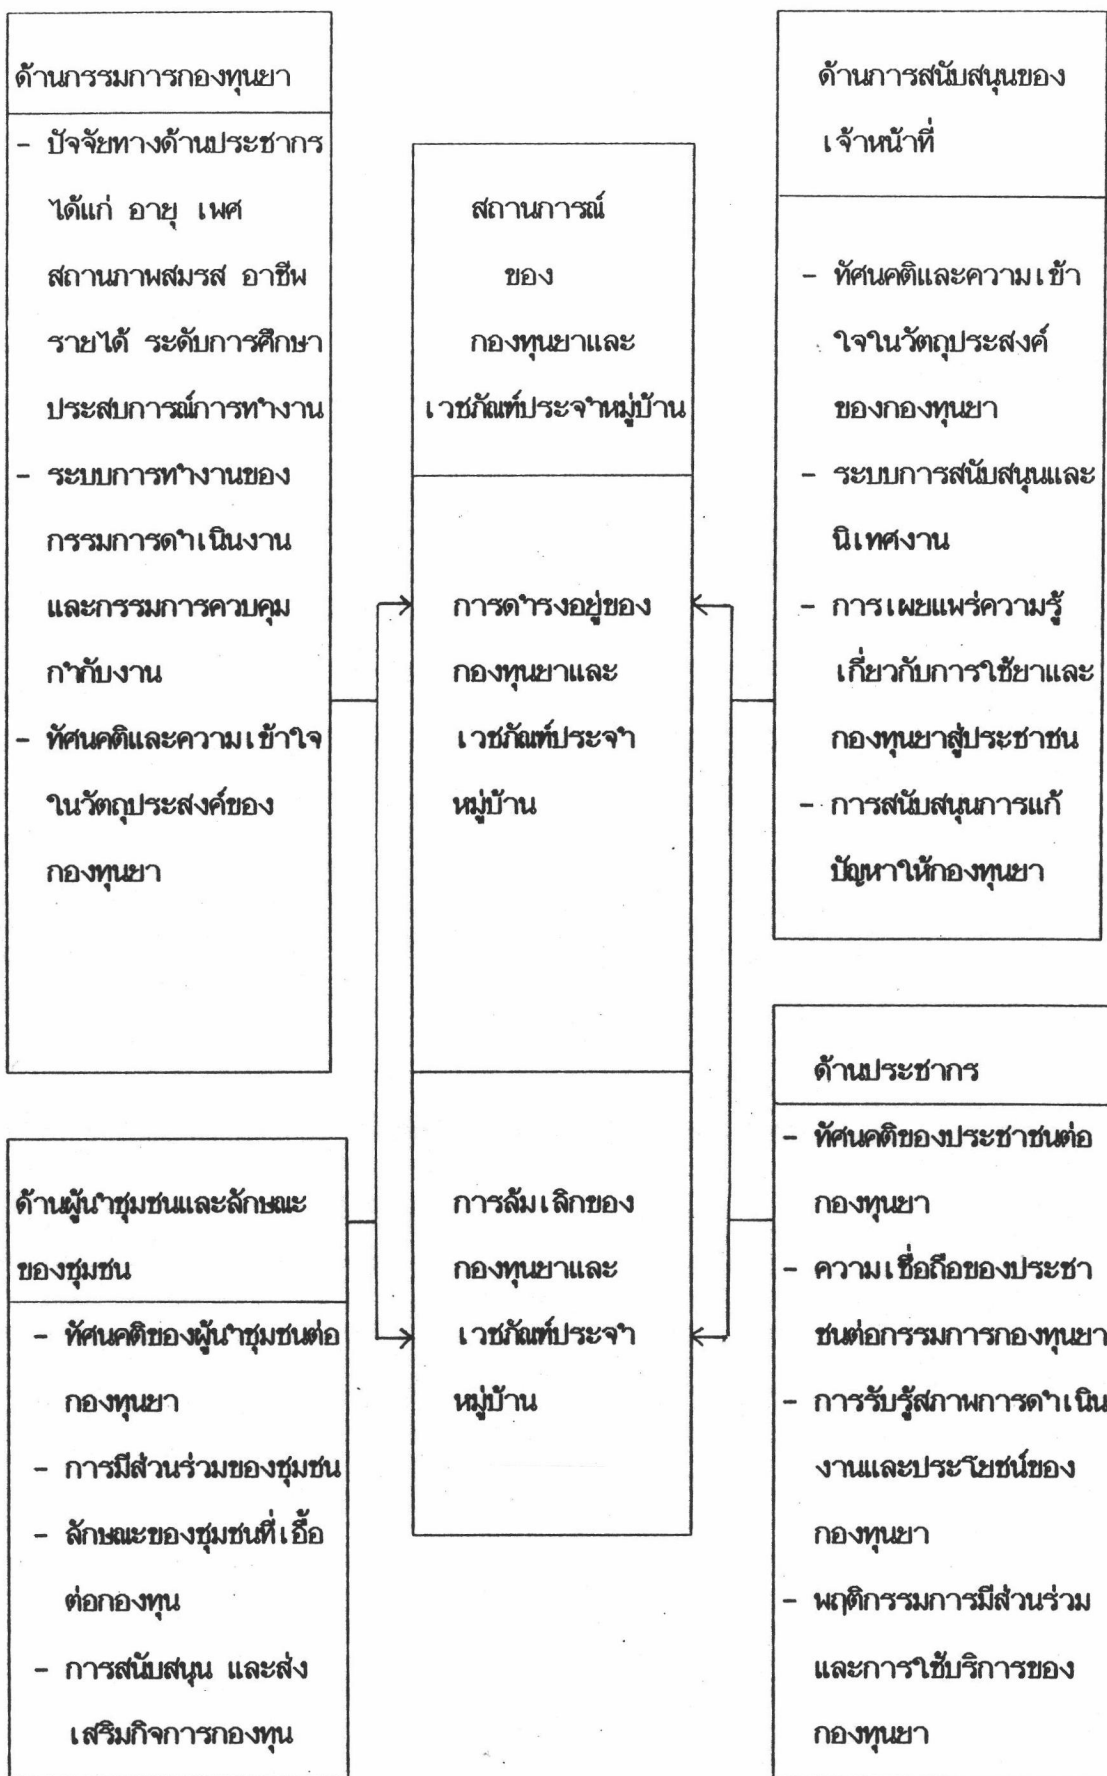 ด้านกรรมการกองทุนยา
- ปัจจัยทางด้านประชากร
ได้แก่ อายุ เพศ
สถานภาพสมรส อาชีพ
รายได้ ระดับการศึกษา
ประสบการณ์การทำงาน
- ระบบการทำงานของ
กรรมการดำเนินงาน
และกรรมการควบคุม
กำกับงาน
- ทัศนคติและความเข้าใจ
ในวัตถุประสงค์ของ
กองทุนยา
ด้านผู้นำชุมชนและลักษณะ
ของชุมชน
- ทัศนคติของผู้นำชุมชนต่อ
กองทุนยา
- การมีส่วนร่วมของชุมชน
- ลักษณะของชุมชนที่เอื้อ
ต่อกองทุน
- การสนับสนุน และส่ง
เสริมกิจการกองทุน
สถานการณ์
ของ
กองทุนยาและ
เวชภัณฑ์ประจำหมู่บ้าน
การดำรงอยู่ของ
กองทุนยาและ
เวชภัณฑ์ประจำ
หมู่บ้าน
การล้มเลิกของ
กองทุนยาและ
เวชภัณฑ์ประจำ
หมู่บ้าน
ด้านการสนับสนุนของ
เจ้าหน้าที่
- ทัศนคติและความเข้า
ใจในวัตถุประสงค์
ของกองทุนยา
- ระบบการสนับสนุนและ
นิเทศงาน
- การเผยแพร่ความรู้
เกี่ยวกับการใช้ยาและ
กองทุนยาสู่ประชาชน
- การสนับสนุนการแก้
ปัญหาให้กองทุนยา
ด้านประชากร
- ทัศนคติของประชาชนต่อ
กองทุนยา
- ความเชื่อถือของประชา
ชนต่อกรรมการกองทุนยา
- การรับรู้สภาพการดำเนิน
งานและประโยชน์ของ
กองทุนยา
- พฤติกรรมการมีส่วนร่วม
และการใช้บริการของ
กองทุนยา